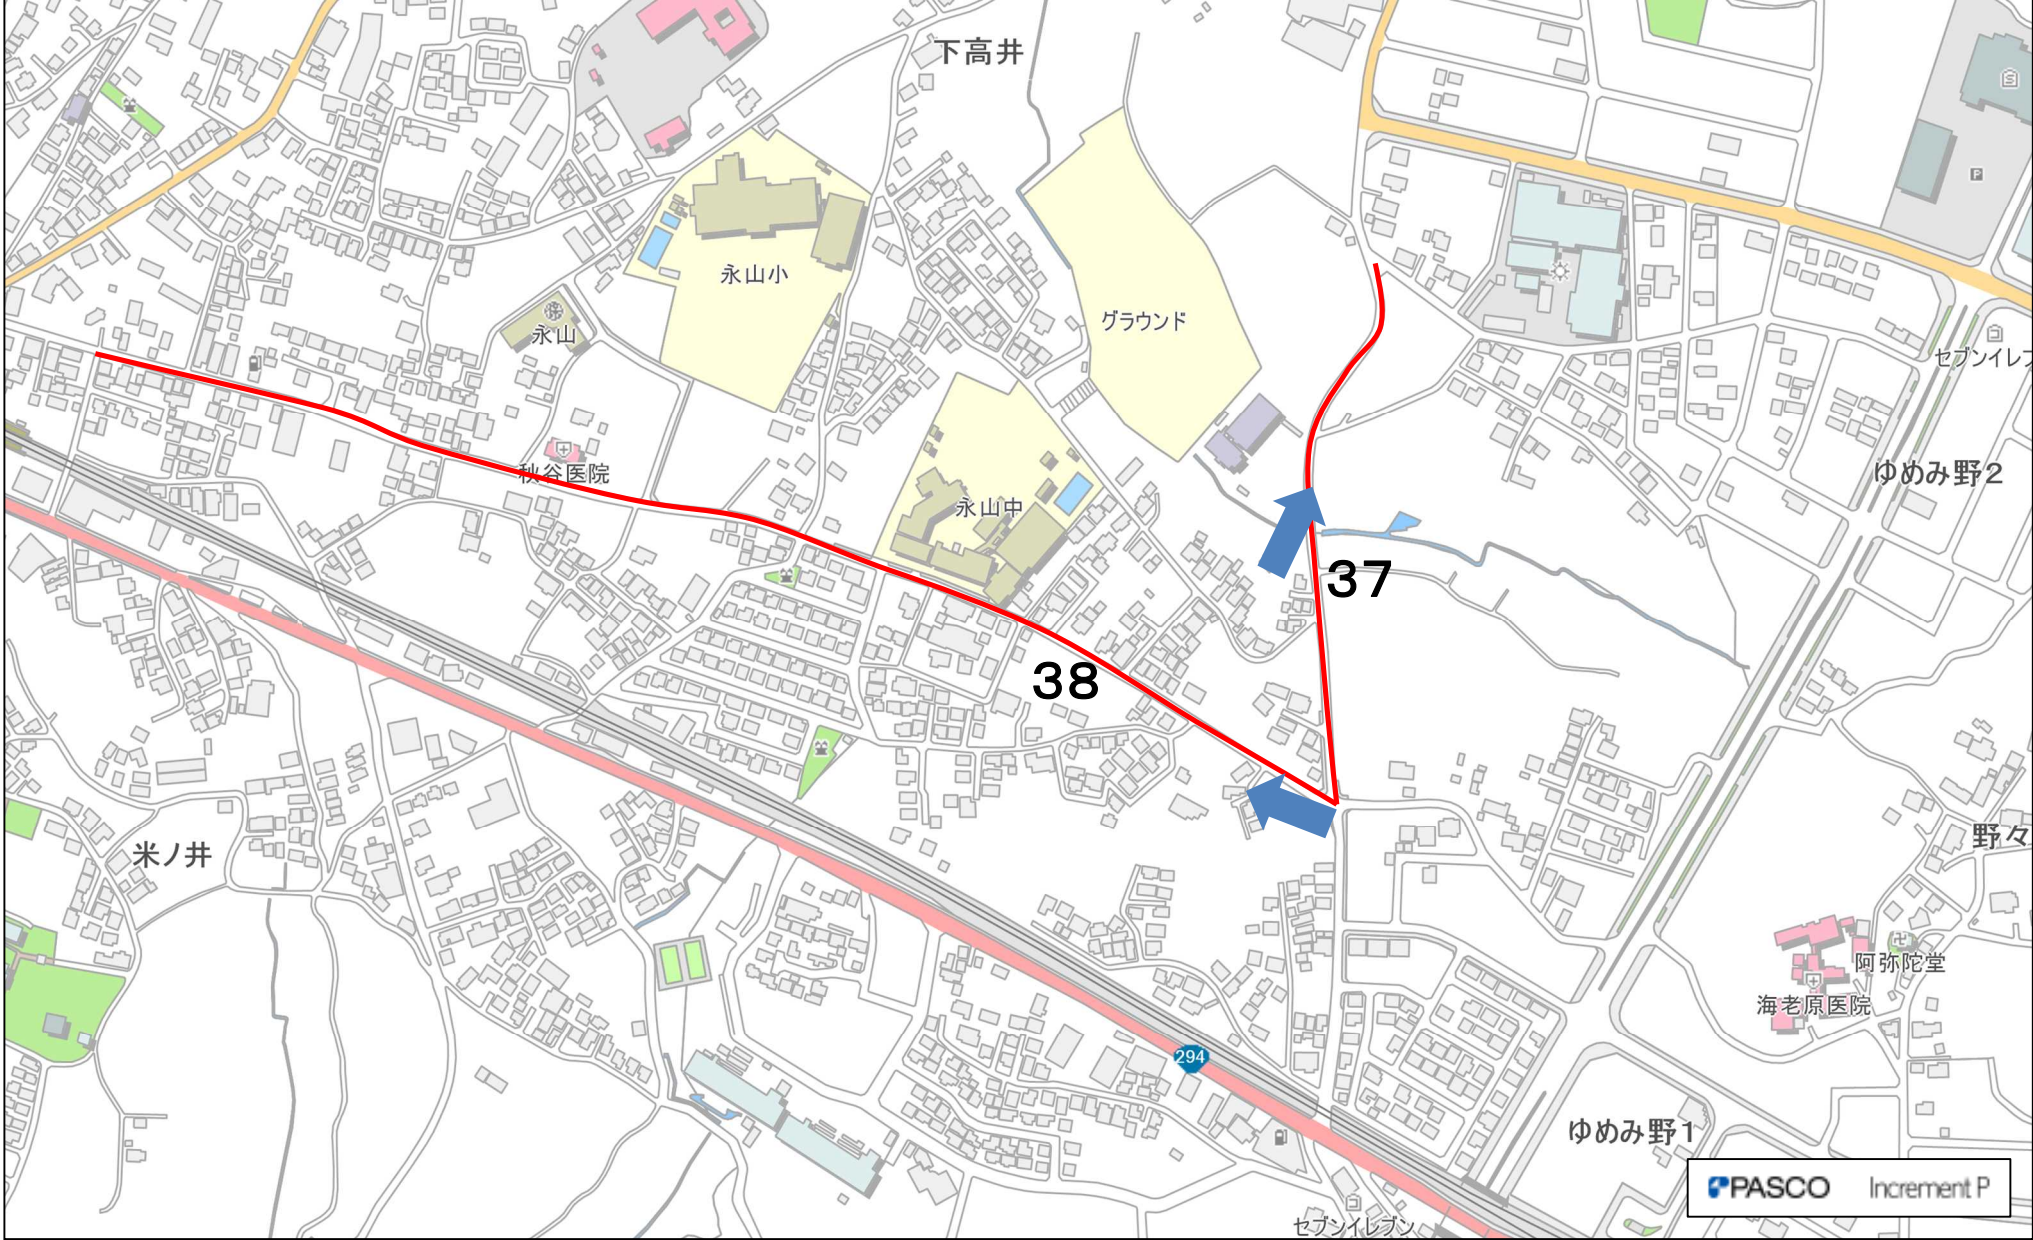 下高井
永山小
グラウンド
永山
セブンイレブ
秋谷医院
永山中
ゆめみ野2
37
38
米ノ井
野々
阿弥陀堂
海老原医院
294
ゆめみ野1
PASCO Increment P
セブンイレブン
P
S